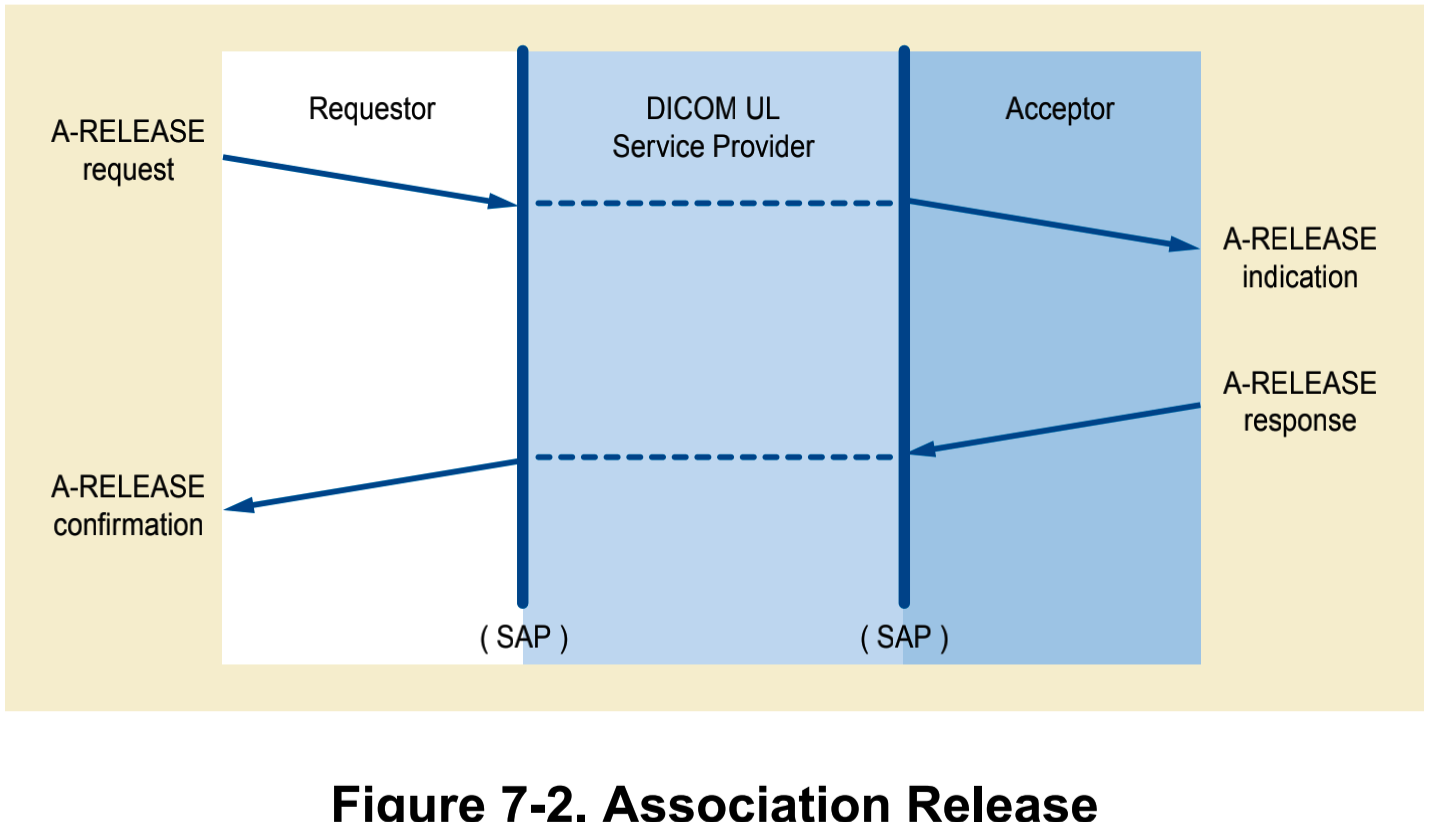 Requestor
DICOM UL
Service Provider
Acceptor
A-RELEASE
request
A-RELEASE
indication
A-RELEASE
response
A-RELEASE
confirmation
( SAP )
( SAP )
Figure 7-2. Association Release